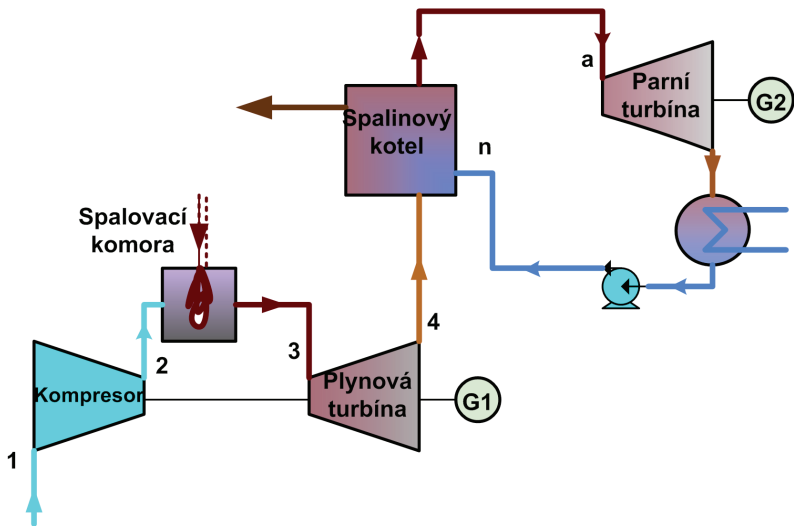 a
Parní
turbína
G2
Spalinový
kotel
n
Spalovací
komora
2
3
4
Kompresor
Plynová
turbína
G1
1